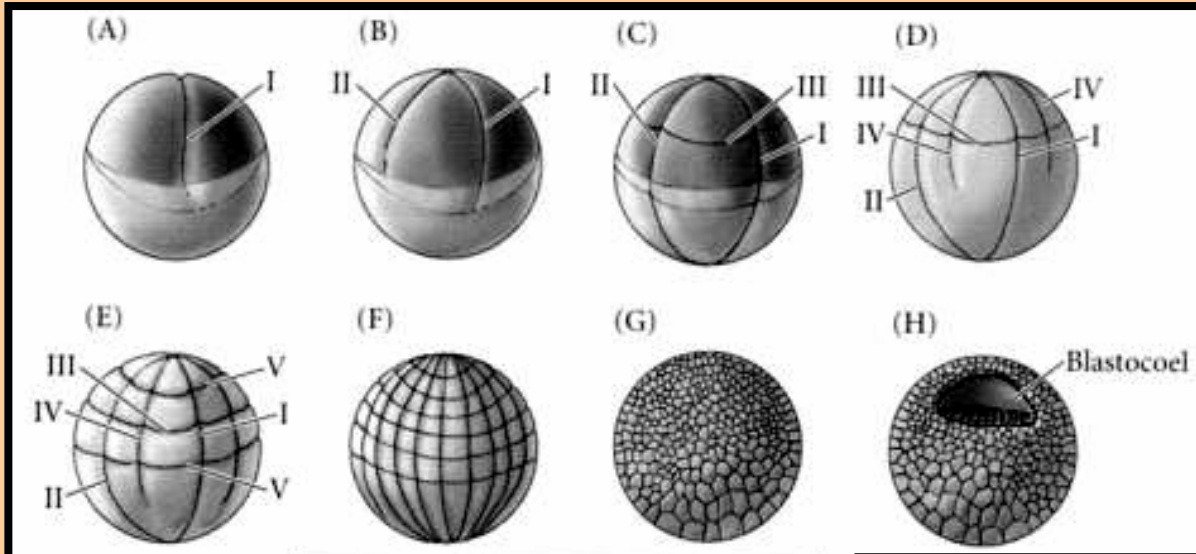 (A)
I
(B)
II
I
(C)
II
III
I
(D)
III
IV
IV
I
II
(E)
III
V
IV
I
II
V
(F)
(G)
(H)
Blastocoel